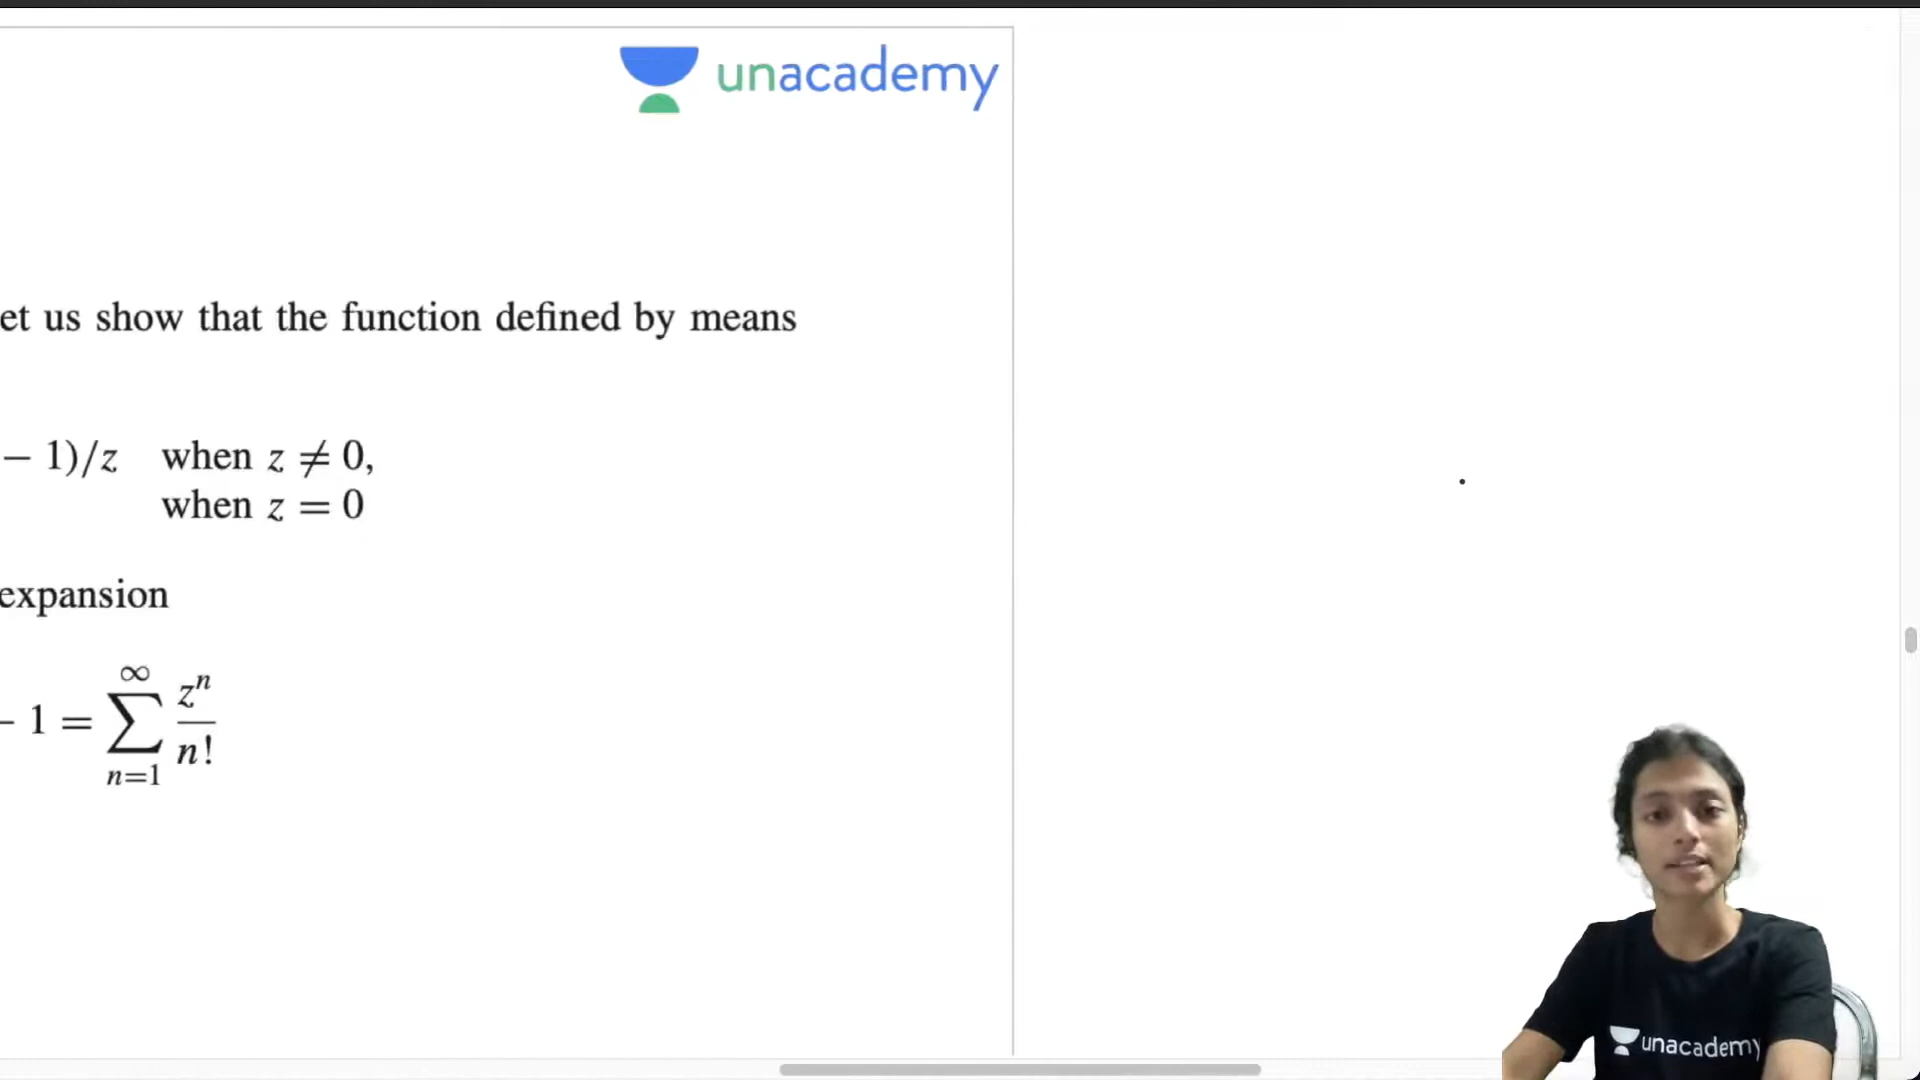 unacademy
et us show that the function defined by means
− 1)/z when z ≠ 0,
when z = 0
expansion
− 1 = ∑_{n=1}^{∞} z^n / n!
unacademy